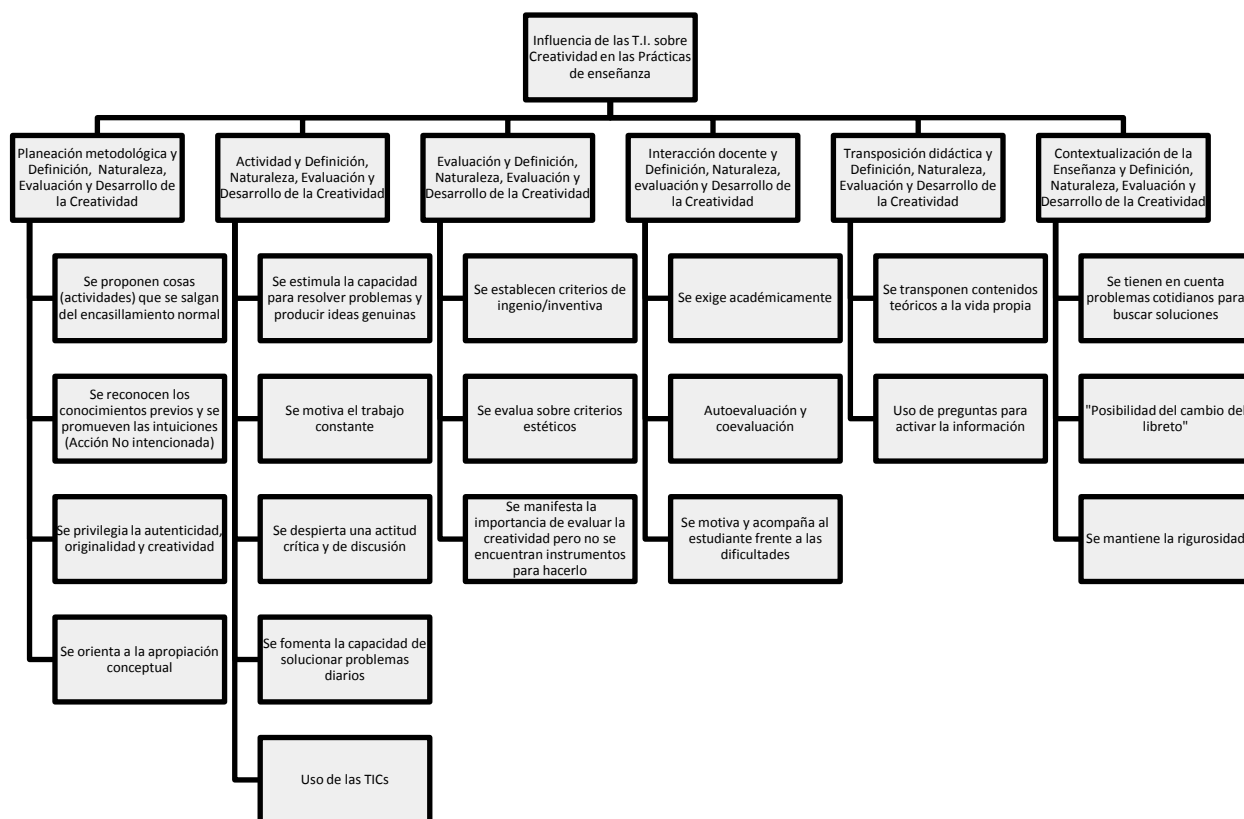 Influencia de las T.I. sobre
Creatividad en las Prácticas
de enseñanza
Planeación metodológica y
Definición, Naturaleza,
Evaluación y Desarrollo de
la Creatividad
Se proponen cosas
(actividades) que se salgan
del encasillamiento normal
Se reconocen los
conocimientos previos y se
promueven las intuiciones
(Acción No intencionada)
Se privilegia la autenticidad,
originalidad y creatividad
Se orienta a la apropiación
conceptual
Actividad y Definición,
Naturaleza, Evaluación y
Desarrollo de la Creatividad
Se estimula la capacidad
para resolver problemas y
producir ideas genuinas
Se motiva el trabajo
constante
Se despierta una actitud
crítica y de discusión
Se fomenta la capacidad de
solucionar problemas
diarios
Uso de las TICs
Evaluación y Definición,
Naturaleza, Evaluación y
Desarrollo de la Creatividad
Se establecen criterios de
ingenio/inventiva
Se evalua sobre criterios
estéticos
Se manifesta la
importancia de evaluar la
creatividad pero no se
encuentran instrumentos
para hacerlo
Interacción docente y
Definición, Naturaleza,
evaluación y Desarrollo de
la Creatividad
Se exige académicamente
Autoevaluación y
coevaluación
Se motiva y acompaña al
estudiante frente a las
dificultades
Transposición didáctica y
Definición, Naturaleza,
Evaluación y Desarrollo de
la Creatividad
Se transponen contenidos
teóricos a la vida propia
Uso de preguntas para
activar la información
Contextualización de la
Enseñanza y Definición,
Naturaleza, Evaluación y
Desarrollo de la Creatividad
Se tienen en cuenta
problemas cotidianos para
buscar soluciones
"Posibilidad del cambio del
libreto"
Se mantiene la rigurosidad